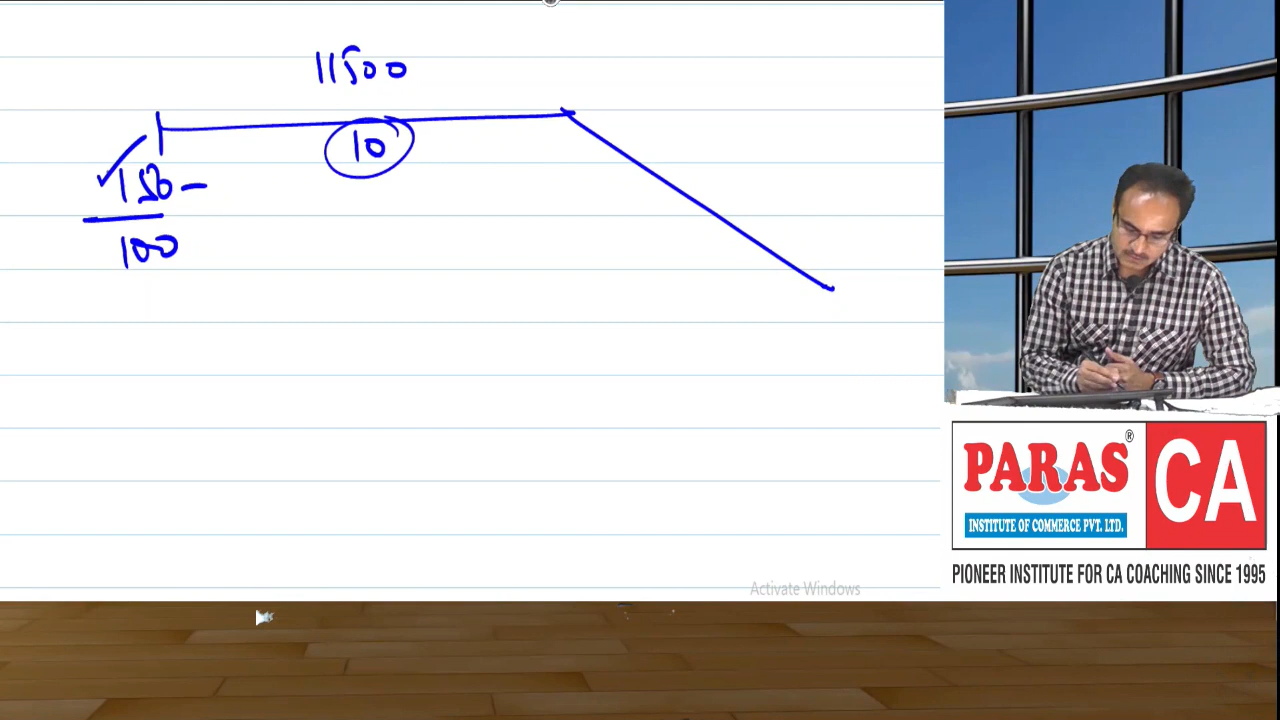 11500
10
150 -
100
PARAS®
INSTITUTE OF COMMERCE PVT. LTD.
CA
PIONEER INSTITUTE FOR CA COACHING SINCE 1995
Activate Windows